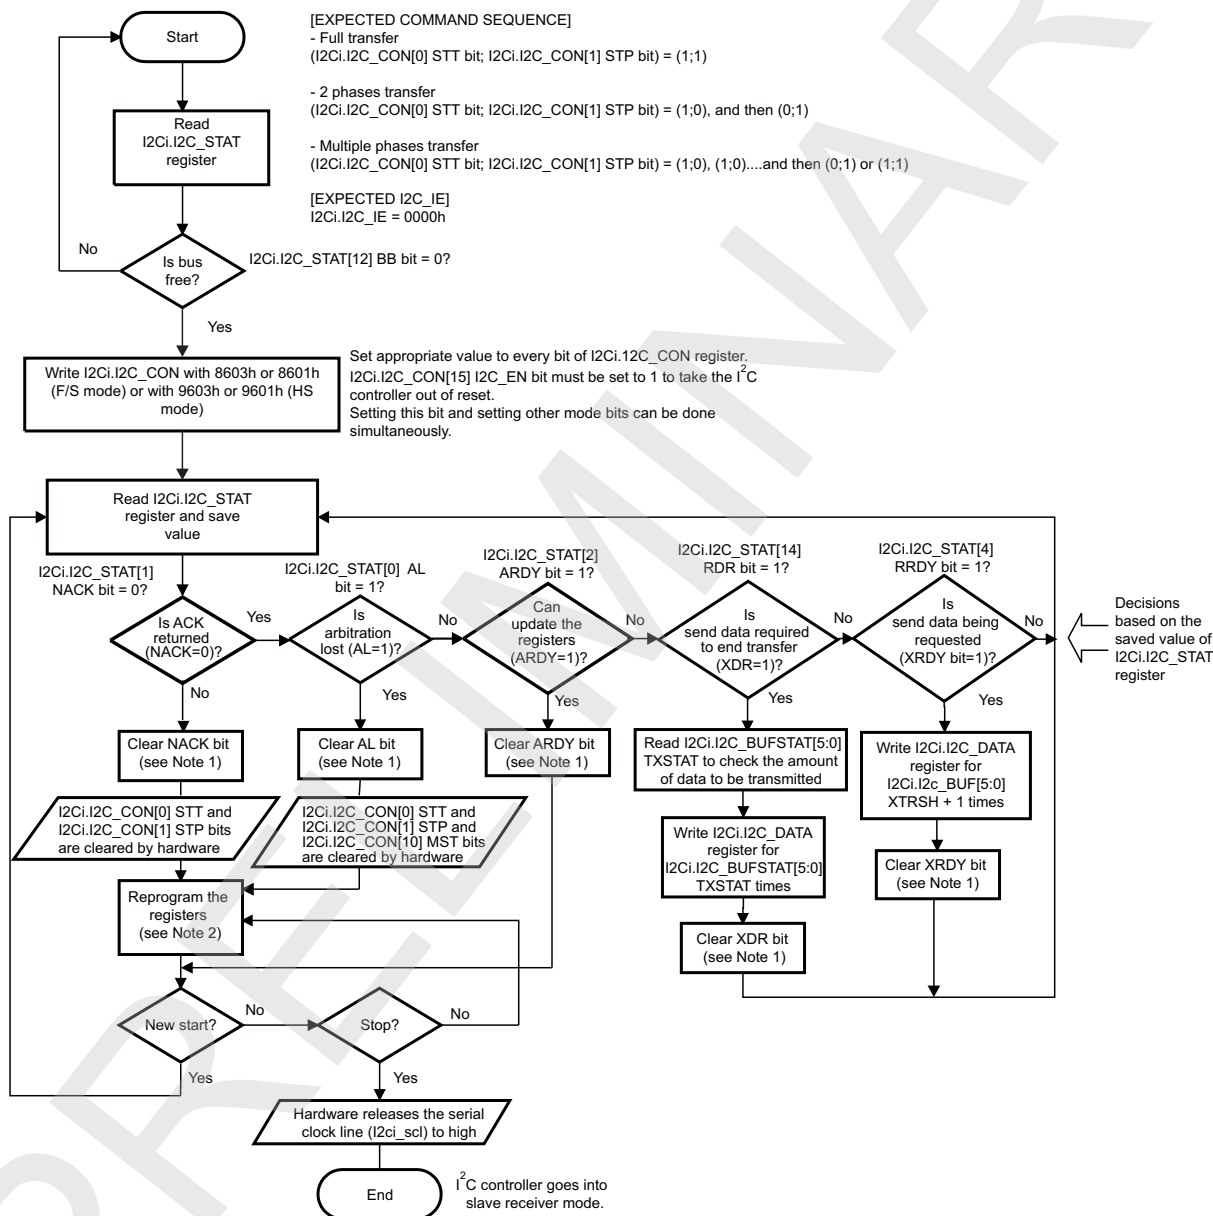 Start
[EXPECTED COMMAND SEQUENCE]
- Full transfer
(I2Ci.I2C_CON[0] STT bit; I2Ci.I2C_CON[1] STP bit) = (1;1)
- 2 phases transfer
(I2Ci.I2C_CON[0] STT bit; I2Ci.I2C_CON[1] STP bit) = (1;0), and then (0;1)
- Multiple phases transfer
(I2Ci.I2C_CON[0] STT bit; I2Ci.I2C_CON[1] STP bit) = (1;0), (1;0)....and then (0;1) or (1;1)
[EXPECTED I2C_IE]
I2Ci.I2C_IE = 0000h
Read
I2Ci.I2C_STAT
register
No
Is bus
free?
I2Ci.I2C_STAT[12] BB bit = 0?
Yes
Write I2Ci.I2C_CON with 8603h or 8601h
(F/S mode) or with 9603h or 9601h (HS
mode)
Set appropriate value to every bit of I2Ci.12C_CON register.
I2Ci.I2C_CON[15] I2C_EN bit must be set to 1 to take the I2C
controller out of reset.
Setting this bit and setting other mode bits can be done
simultaneously.
Read I2Ci.I2C_STAT
register and save
value
I2Ci.I2C_STAT[1]
NACK bit = 0?
Is ACK
returned
(NACK=0)?
Yes
No
I2Ci.I2C_STAT[0] AL
bit = 1?
Is
arbitration
lost (AL=1)?
No
Yes
I2Ci.I2C_STAT[2]
ARDY bit = 1?
Can
update the
registers
(ARDY=1)?
No
Yes
I2Ci.I2C_STAT[14]
RDR bit = 1?
Is
send data required
to end transfer
(XDR=1)?
No
Yes
I2Ci.I2C_STAT[4]
RRDY bit = 1?
Is
send data being
requested
(XRDY bit=1)?
No
Yes
Decisions
based on the
saved value of
I2Ci.I2C_STAT
register
Clear NACK bit
(see Note 1)
Clear AL bit
(see Note 1)
Clear ARDY bit
(see Note 1)
Read I2Ci.I2C_BUFSTAT[5:0]
TXSTAT to check the amount
of data to be transmitted
Write I2Ci.I2C_DATA
register for
I2Ci.I2c_BUF[5:0]
XTRSH + 1 times
I2Ci.I2C_CON[0] STT and
I2Ci.I2C_CON[1] STP bits
are cleared by hardware
I2Ci.I2C_CON[0] STT and
I2Ci.I2C_CON[1] STP and
I2Ci.I2C_CON[10] MST bits
are cleared by hardware
Write I2Ci.I2C_DATA
register for
I2Ci.I2C_BUFSTAT[5:0]
TXSTAT times
Clear XRDY bit
(see Note 1)
Reprogram the
registers
(see Note 2)
Clear XDR bit
(see Note 1)
New start?
No
Yes
Stop?
No
Yes
Hardware releases the serial
clock line (I2ci_scl) to high
End
I2C controller goes into
slave receiver mode.
PRELIMINAR